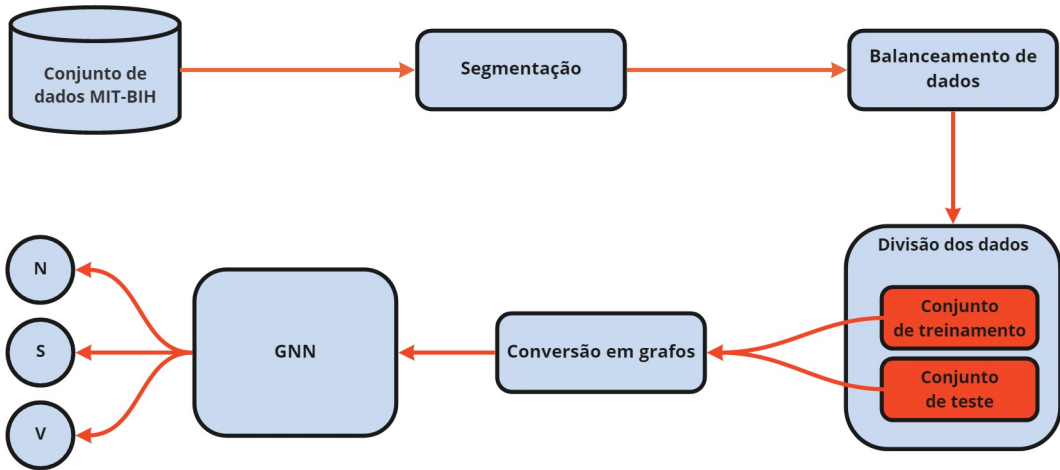 Conjunto de
dados MIT-BIH
Segmentação
Balanceamento de
dados
Divisão dos dados
Conjunto
de treinamento
Conjunto
de teste
Conversão em grafos
GNN
N
S
V